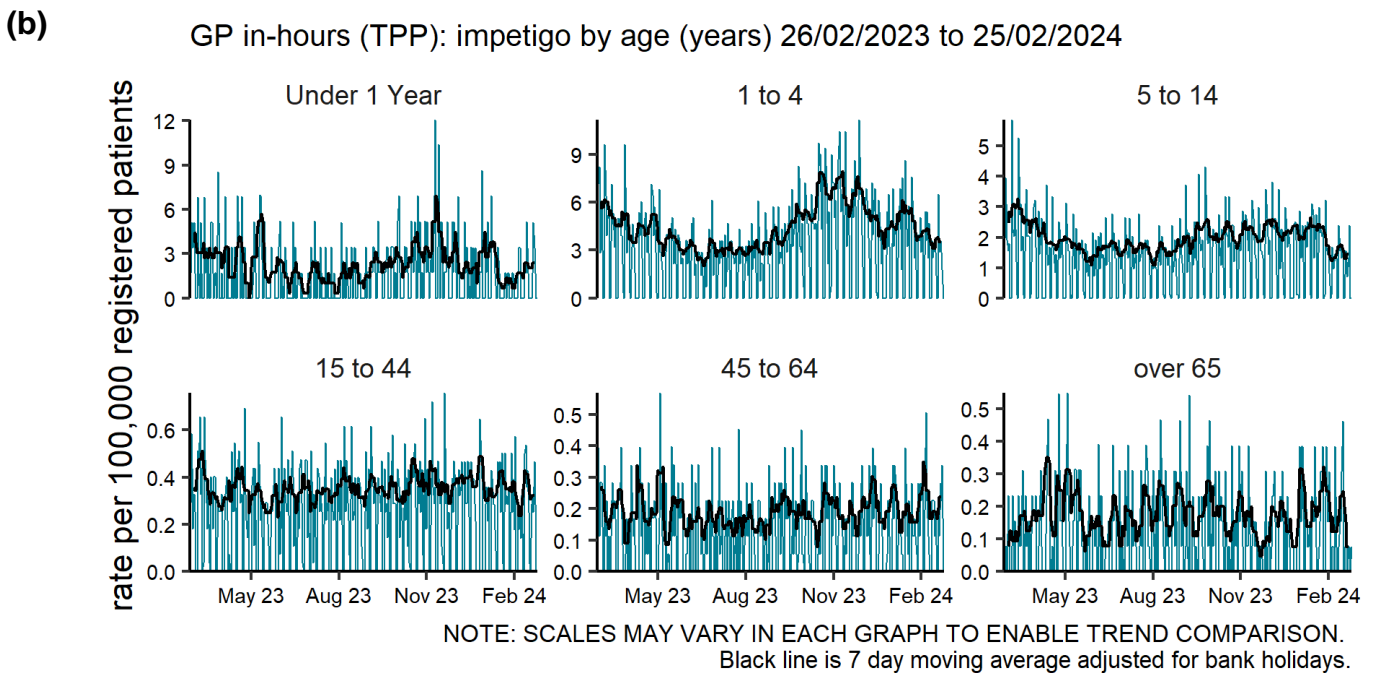 (b)
GP in-hours (TPP): impetigo by age (years) 26/02/2023 to 25/02/2024
rate per 100,000 registered patients
Under 1 Year
12
9
6
3
0
1 to 4
9
6
3
0
5 to 14
5
4
3
2
1
0
15 to 44
0.6
0.4
0.2
0.0
May 23 Aug 23 Nov 23 Feb 24
45 to 64
0.5
0.4
0.3
0.2
0.1
0.0
May 23 Aug 23 Nov 23 Feb 24
over 65
0.5
0.4
0.3
0.2
0.1
0.0
May 23 Aug 23 Nov 23 Feb 24
NOTE: SCALES MAY VARY IN EACH GRAPH TO ENABLE TREND COMPARISON.
Black line is 7 day moving average adjusted for bank holidays.